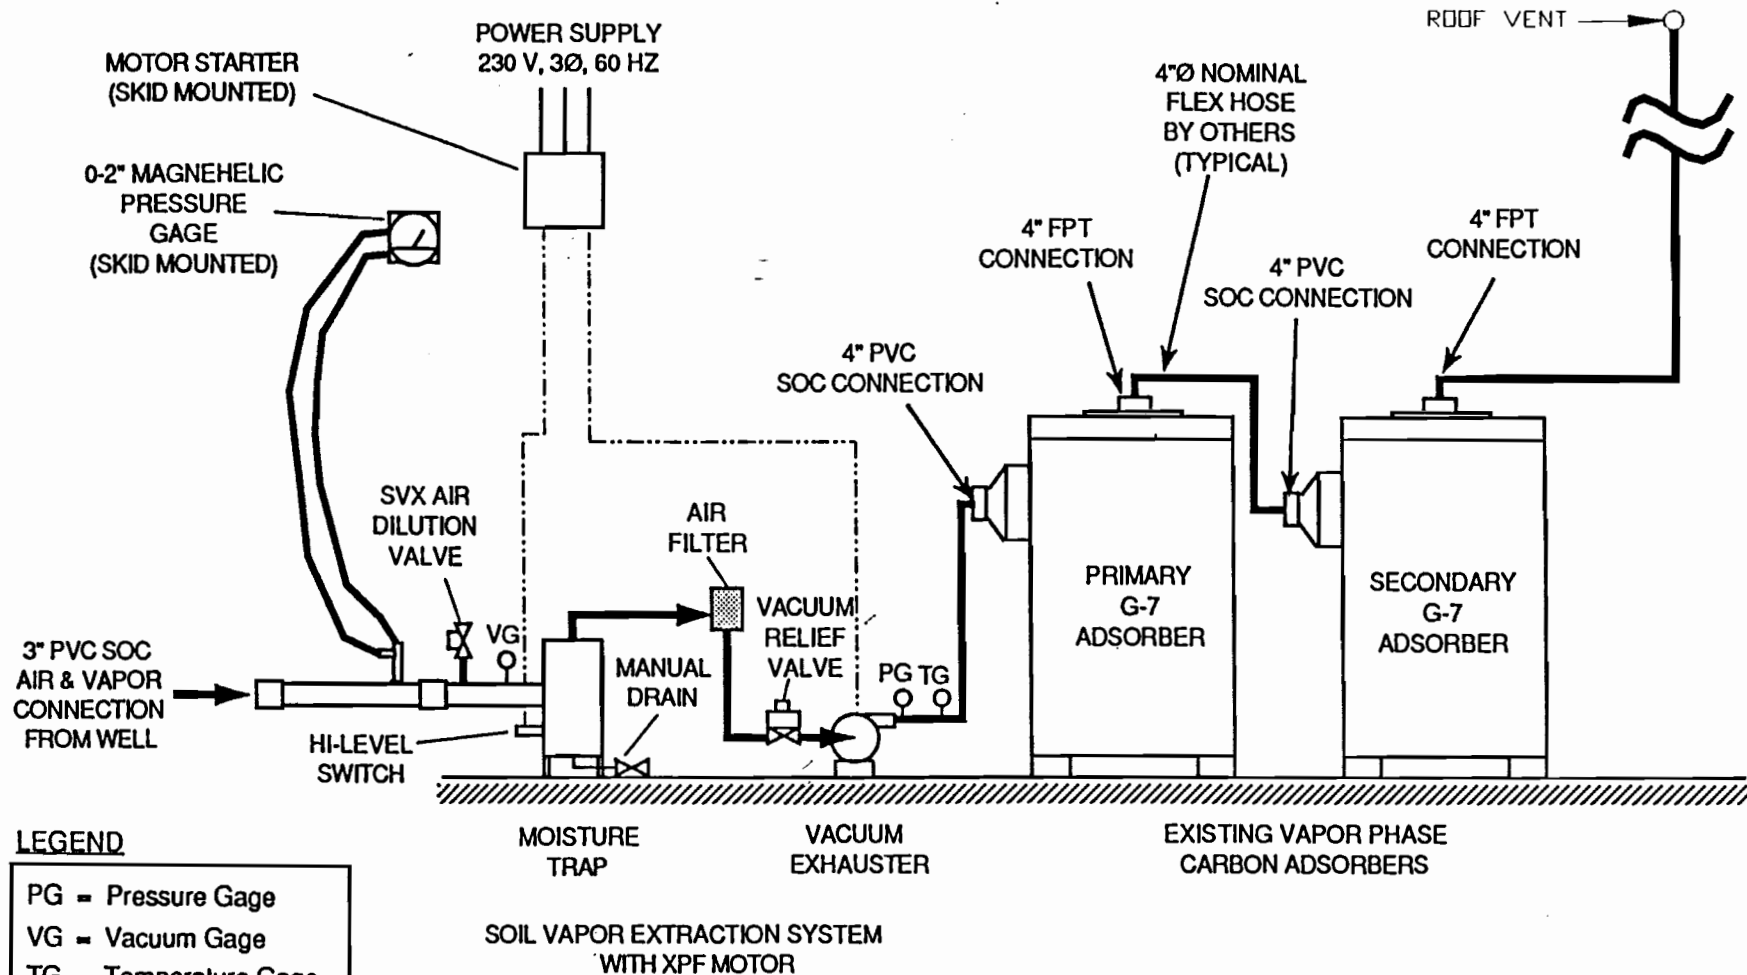 ROOF VENT
POWER SUPPLY
230 V, 3Ø, 60 HZ
MOTOR STARTER
(SKID MOUNTED)
4"Ø NOMINAL
FLEX HOSE
BY OTHERS
(TYPICAL)
0-2" MAGNEHELIC
PRESSURE
GAGE
(SKID MOUNTED)
4" FPT
CONNECTION
4" PVC
SOC CONNECTION
4" FPT
CONNECTION
4" PVC
SOC CONNECTION
SVX AIR
DILUTION
VALVE
AIR
FILTER
VACUUM
RELIEF
VALVE
PRIMARY
G-7
ADSORBER
SECONDARY
G-7
ADSORBER
VG
3" PVC SOC
AIR & VAPOR
CONNECTION
FROM WELL
MANUAL
DRAIN
PG TG
HI-LEVEL
SWITCH
MOISTURE
TRAP
VACUUM
EXHAUSTER
EXISTING VAPOR PHASE
CARBON ADSORBERS
LEGEND
PG = Pressure Gage
VG = Vacuum Gage
TG = Temperature Gage
SOIL VAPOR EXTRACTION SYSTEM
WITH XPF MOTOR